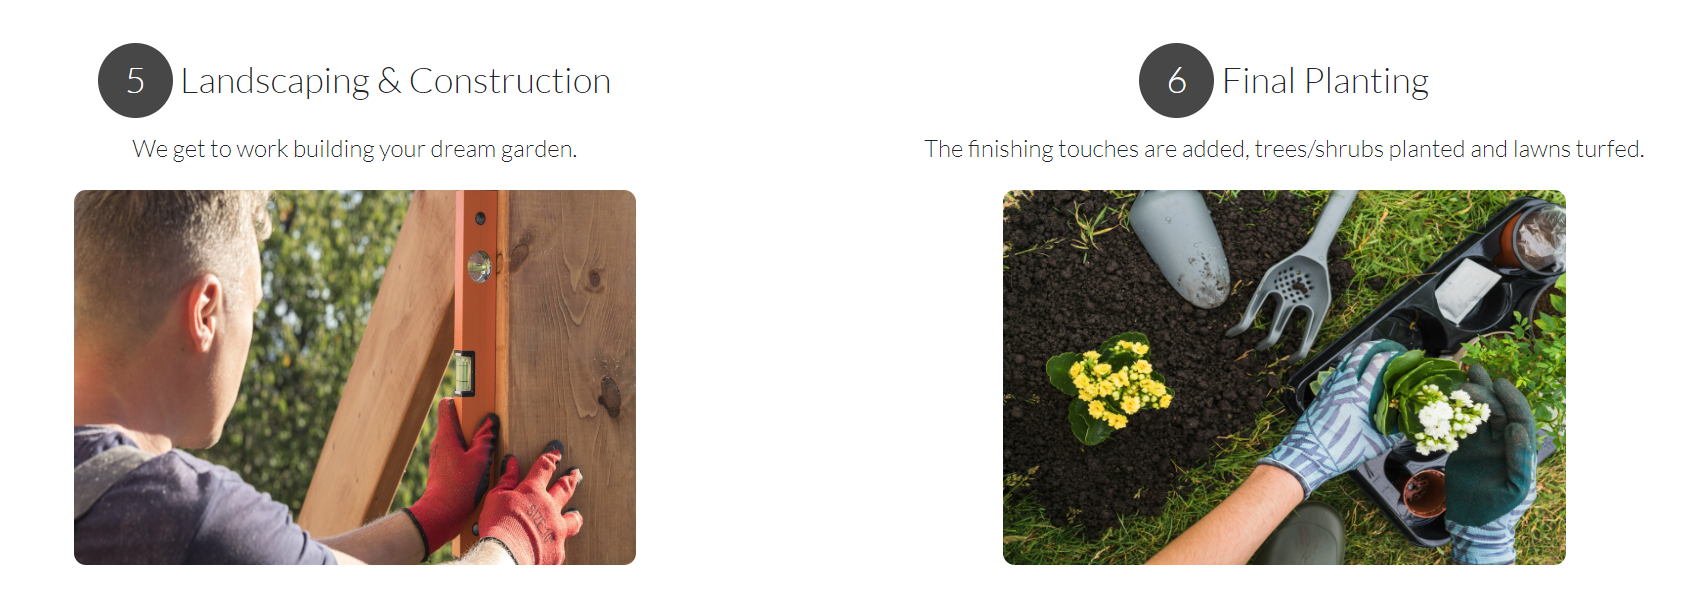 5 Landscaping & Construction
We get to work building your dream garden.
6 Final Planting
The finishing touches are added, trees/shrubs planted and lawns turfed.